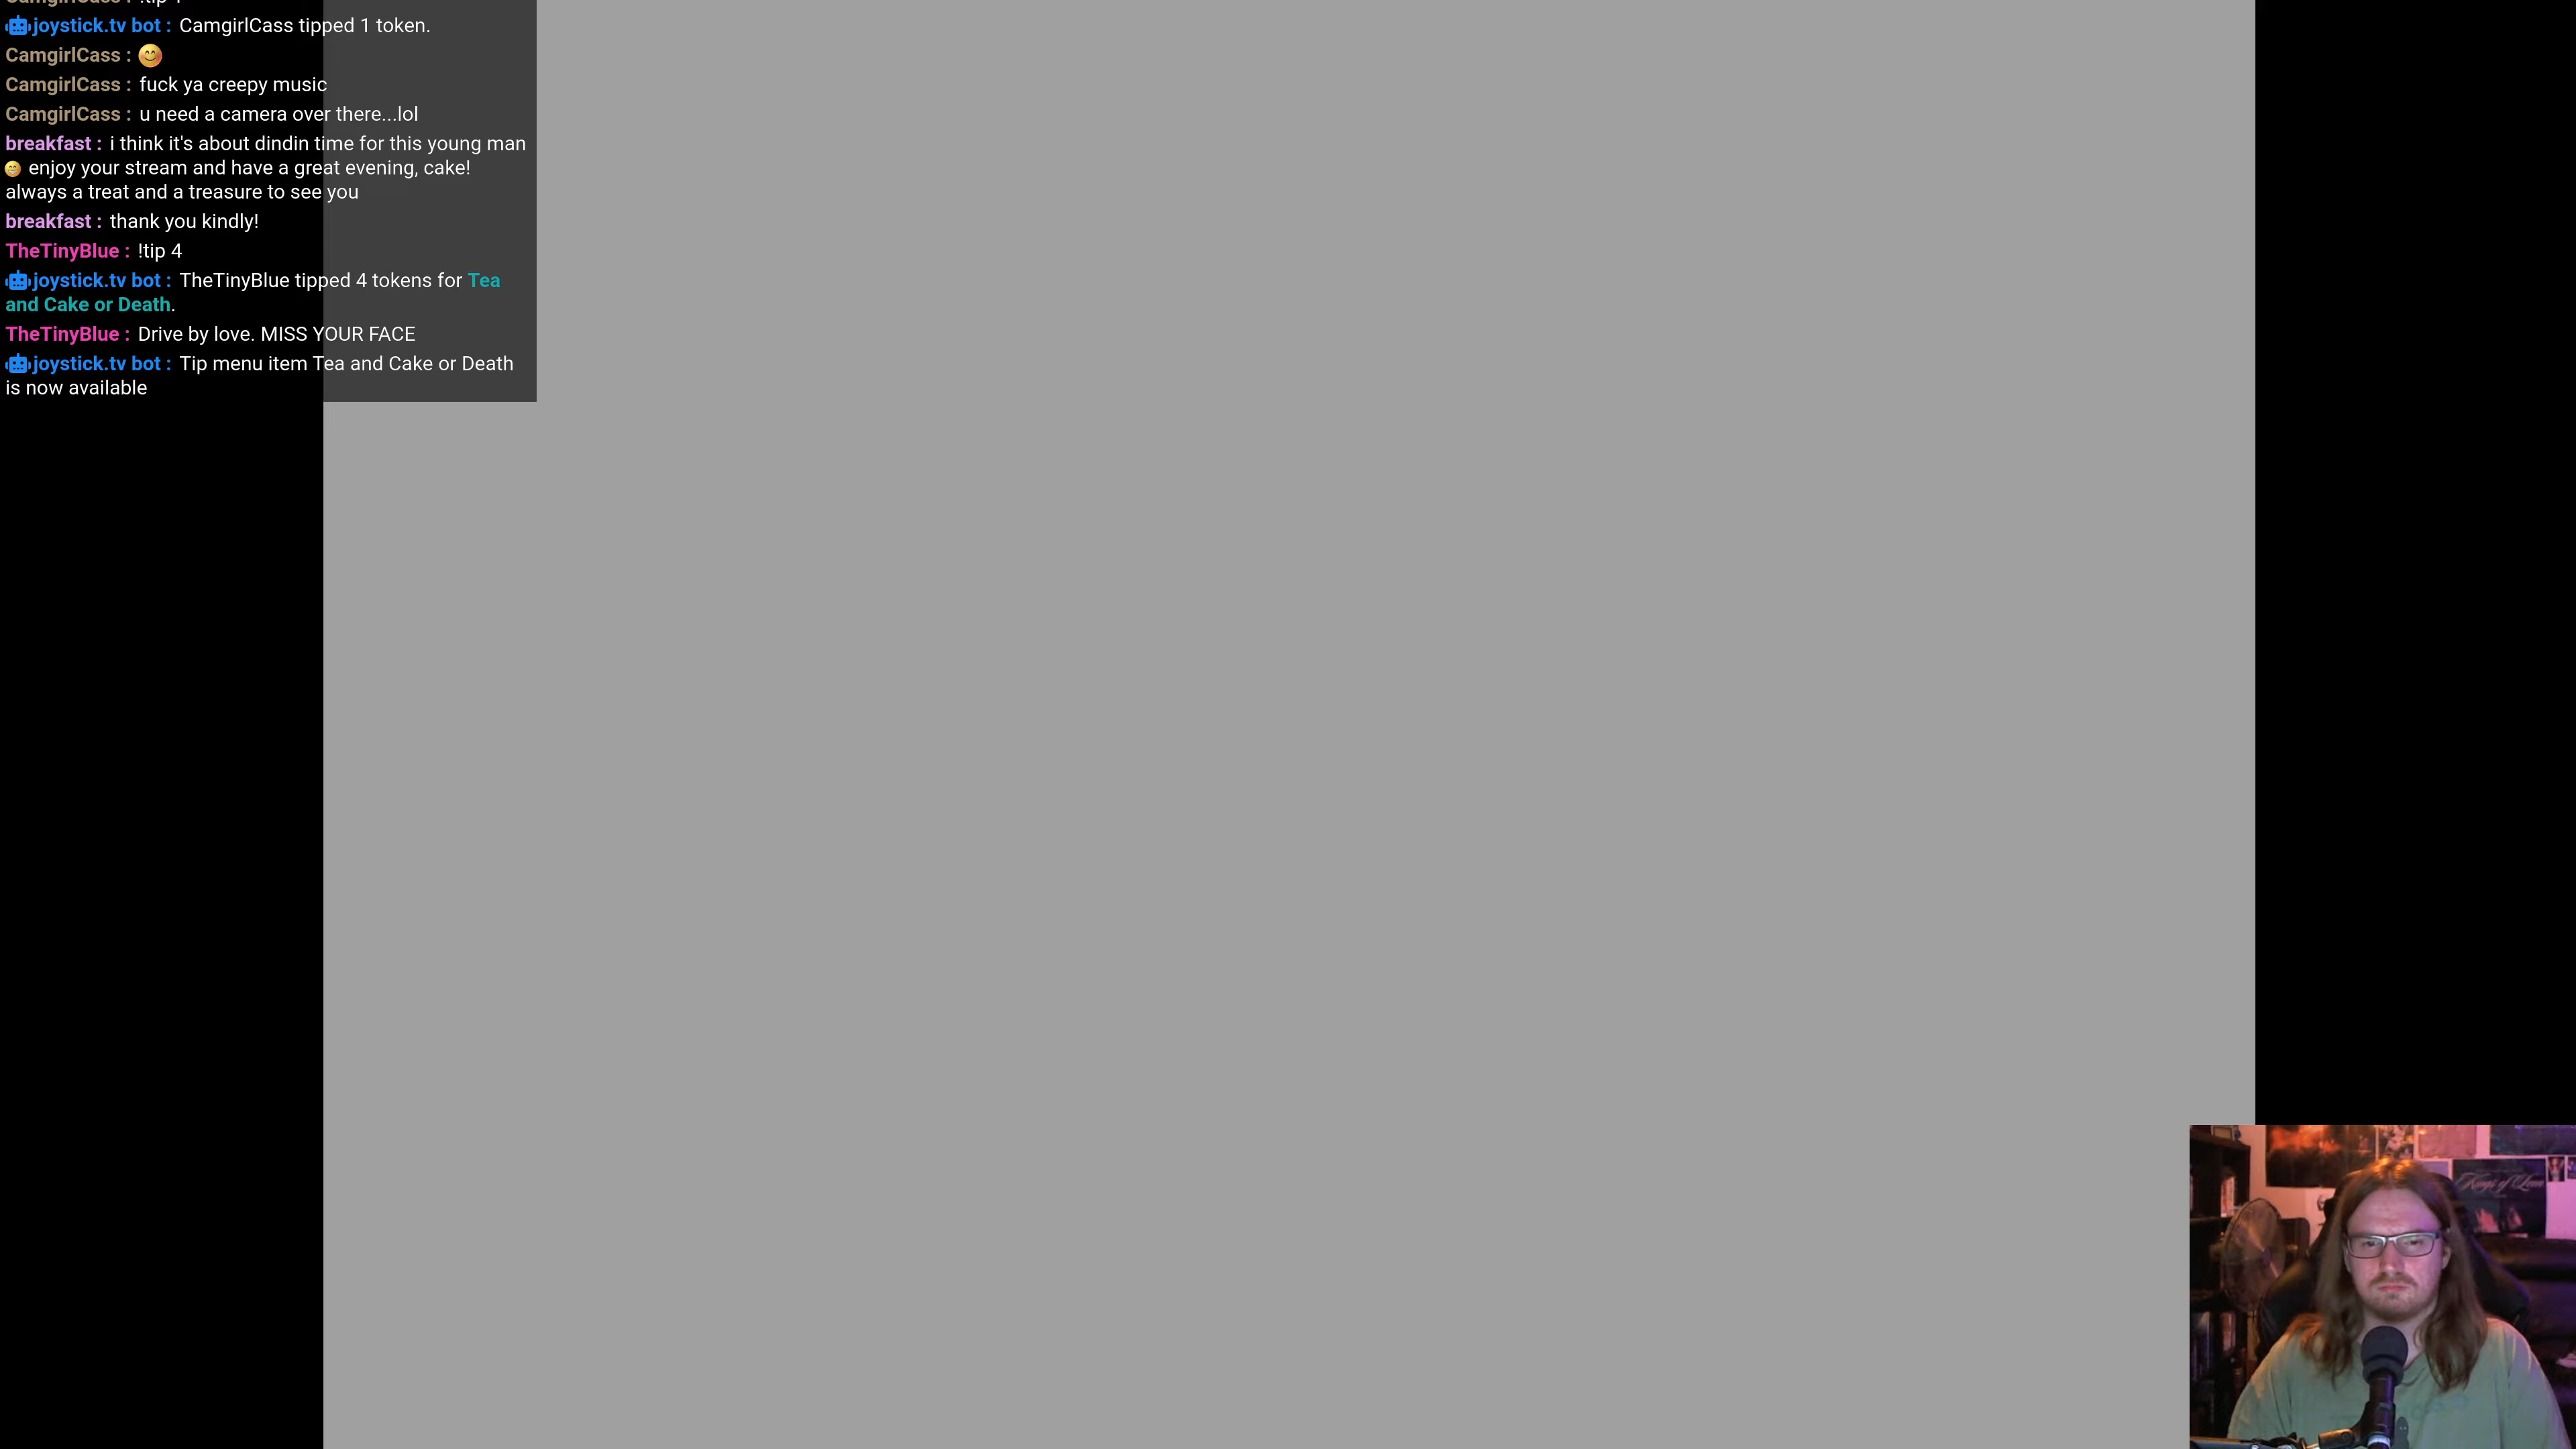 joystick.tv bot : CamgirlCass tipped 1 token.
CamgirlCass : 😊
CamgirlCass : fuck ya creepy music
CamgirlCass : u need a camera over there...lol
breakfast : i think it's about dindin time for this young man
😁 enjoy your stream and have a great evening, cake!
always a treat and a treasure to see you
breakfast : thank you kindly!
TheTinyBlue : !tip 4
joystick.tv bot : TheTinyBlue tipped 4 tokens for Tea
and Cake or Death.
TheTinyBlue : Drive by love. MISS YOUR FACE
joystick.tv bot : Tip menu item Tea and Cake or Death
is now available
Kings of Leon